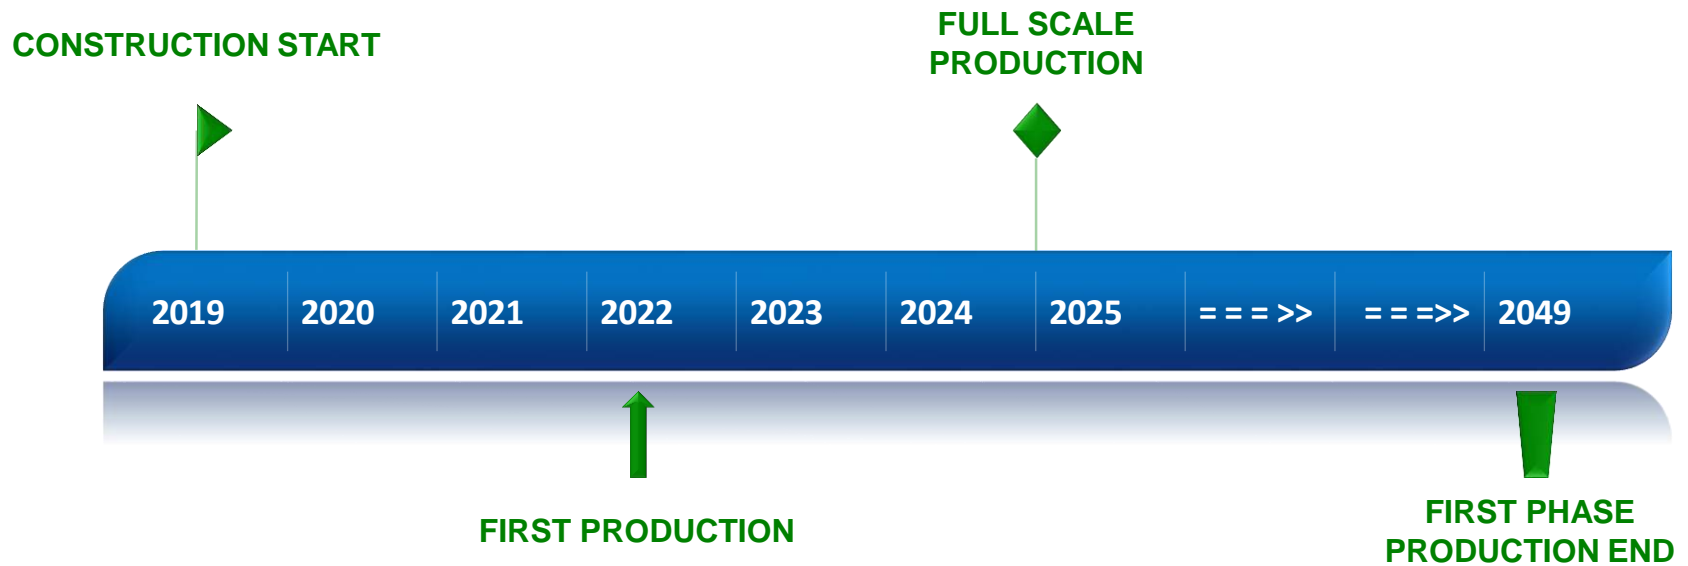 CONSTRUCTION START
FULL SCALE
PRODUCTION
2019 2020 2021 2022 2023 2024 2025 = = = >> = = =>> 2049
FIRST PRODUCTION
FIRST PHASE
PRODUCTION END